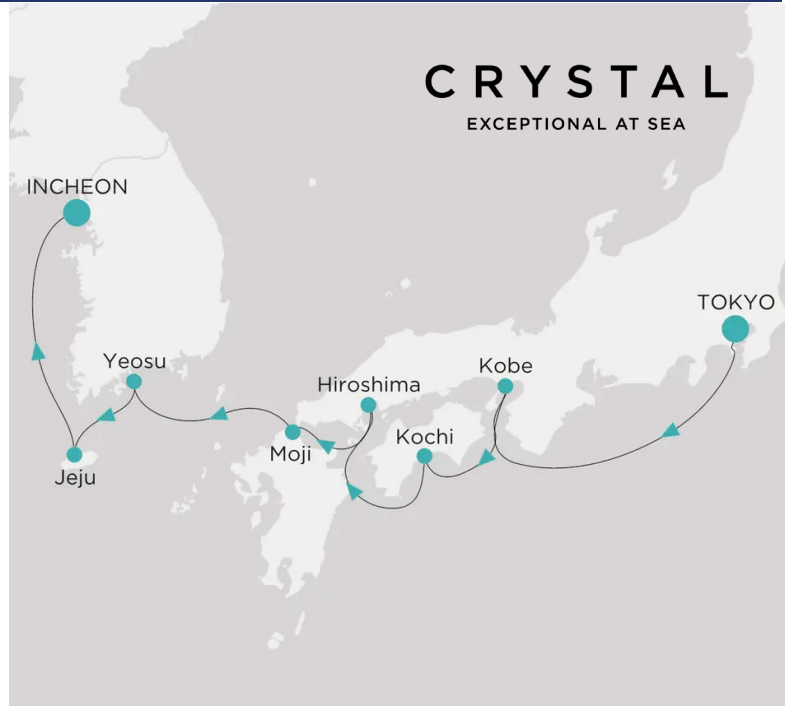 CRYSTAL
EXCEPTIONAL AT SEA
INCHEON
TOKYO
Yeosu
Kobe
Hiroshima
Kochi
Moji
Jeju